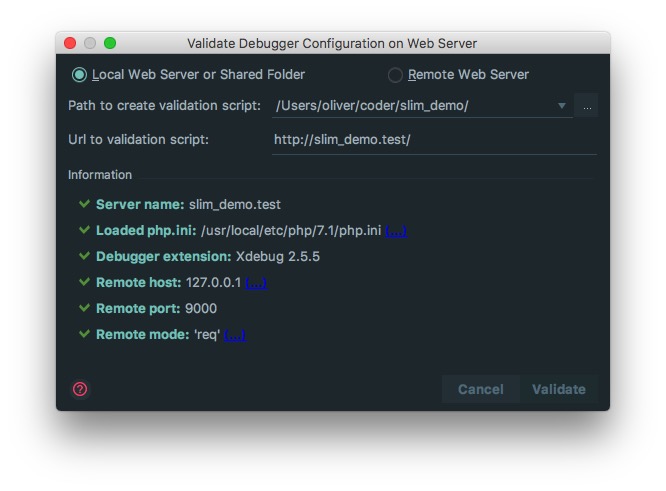 Validate Debugger Configuration on Web Server
Local Web Server or Shared Folder Remote Web Server
Path to create validation script: /Users/oliver/coder/slim_demo/ ...
Url to validation script: http://slim_demo.test/
Information
Server name: slim_demo.test
Loaded php.ini: /usr/local/etc/php/7.1/php.ini (...)
Debugger extension: Xdebug 2.5.5
Remote host: 127.0.0.1 (...)
Remote port: 9000
Remote mode: 'req' (...)
? Cancel Validate